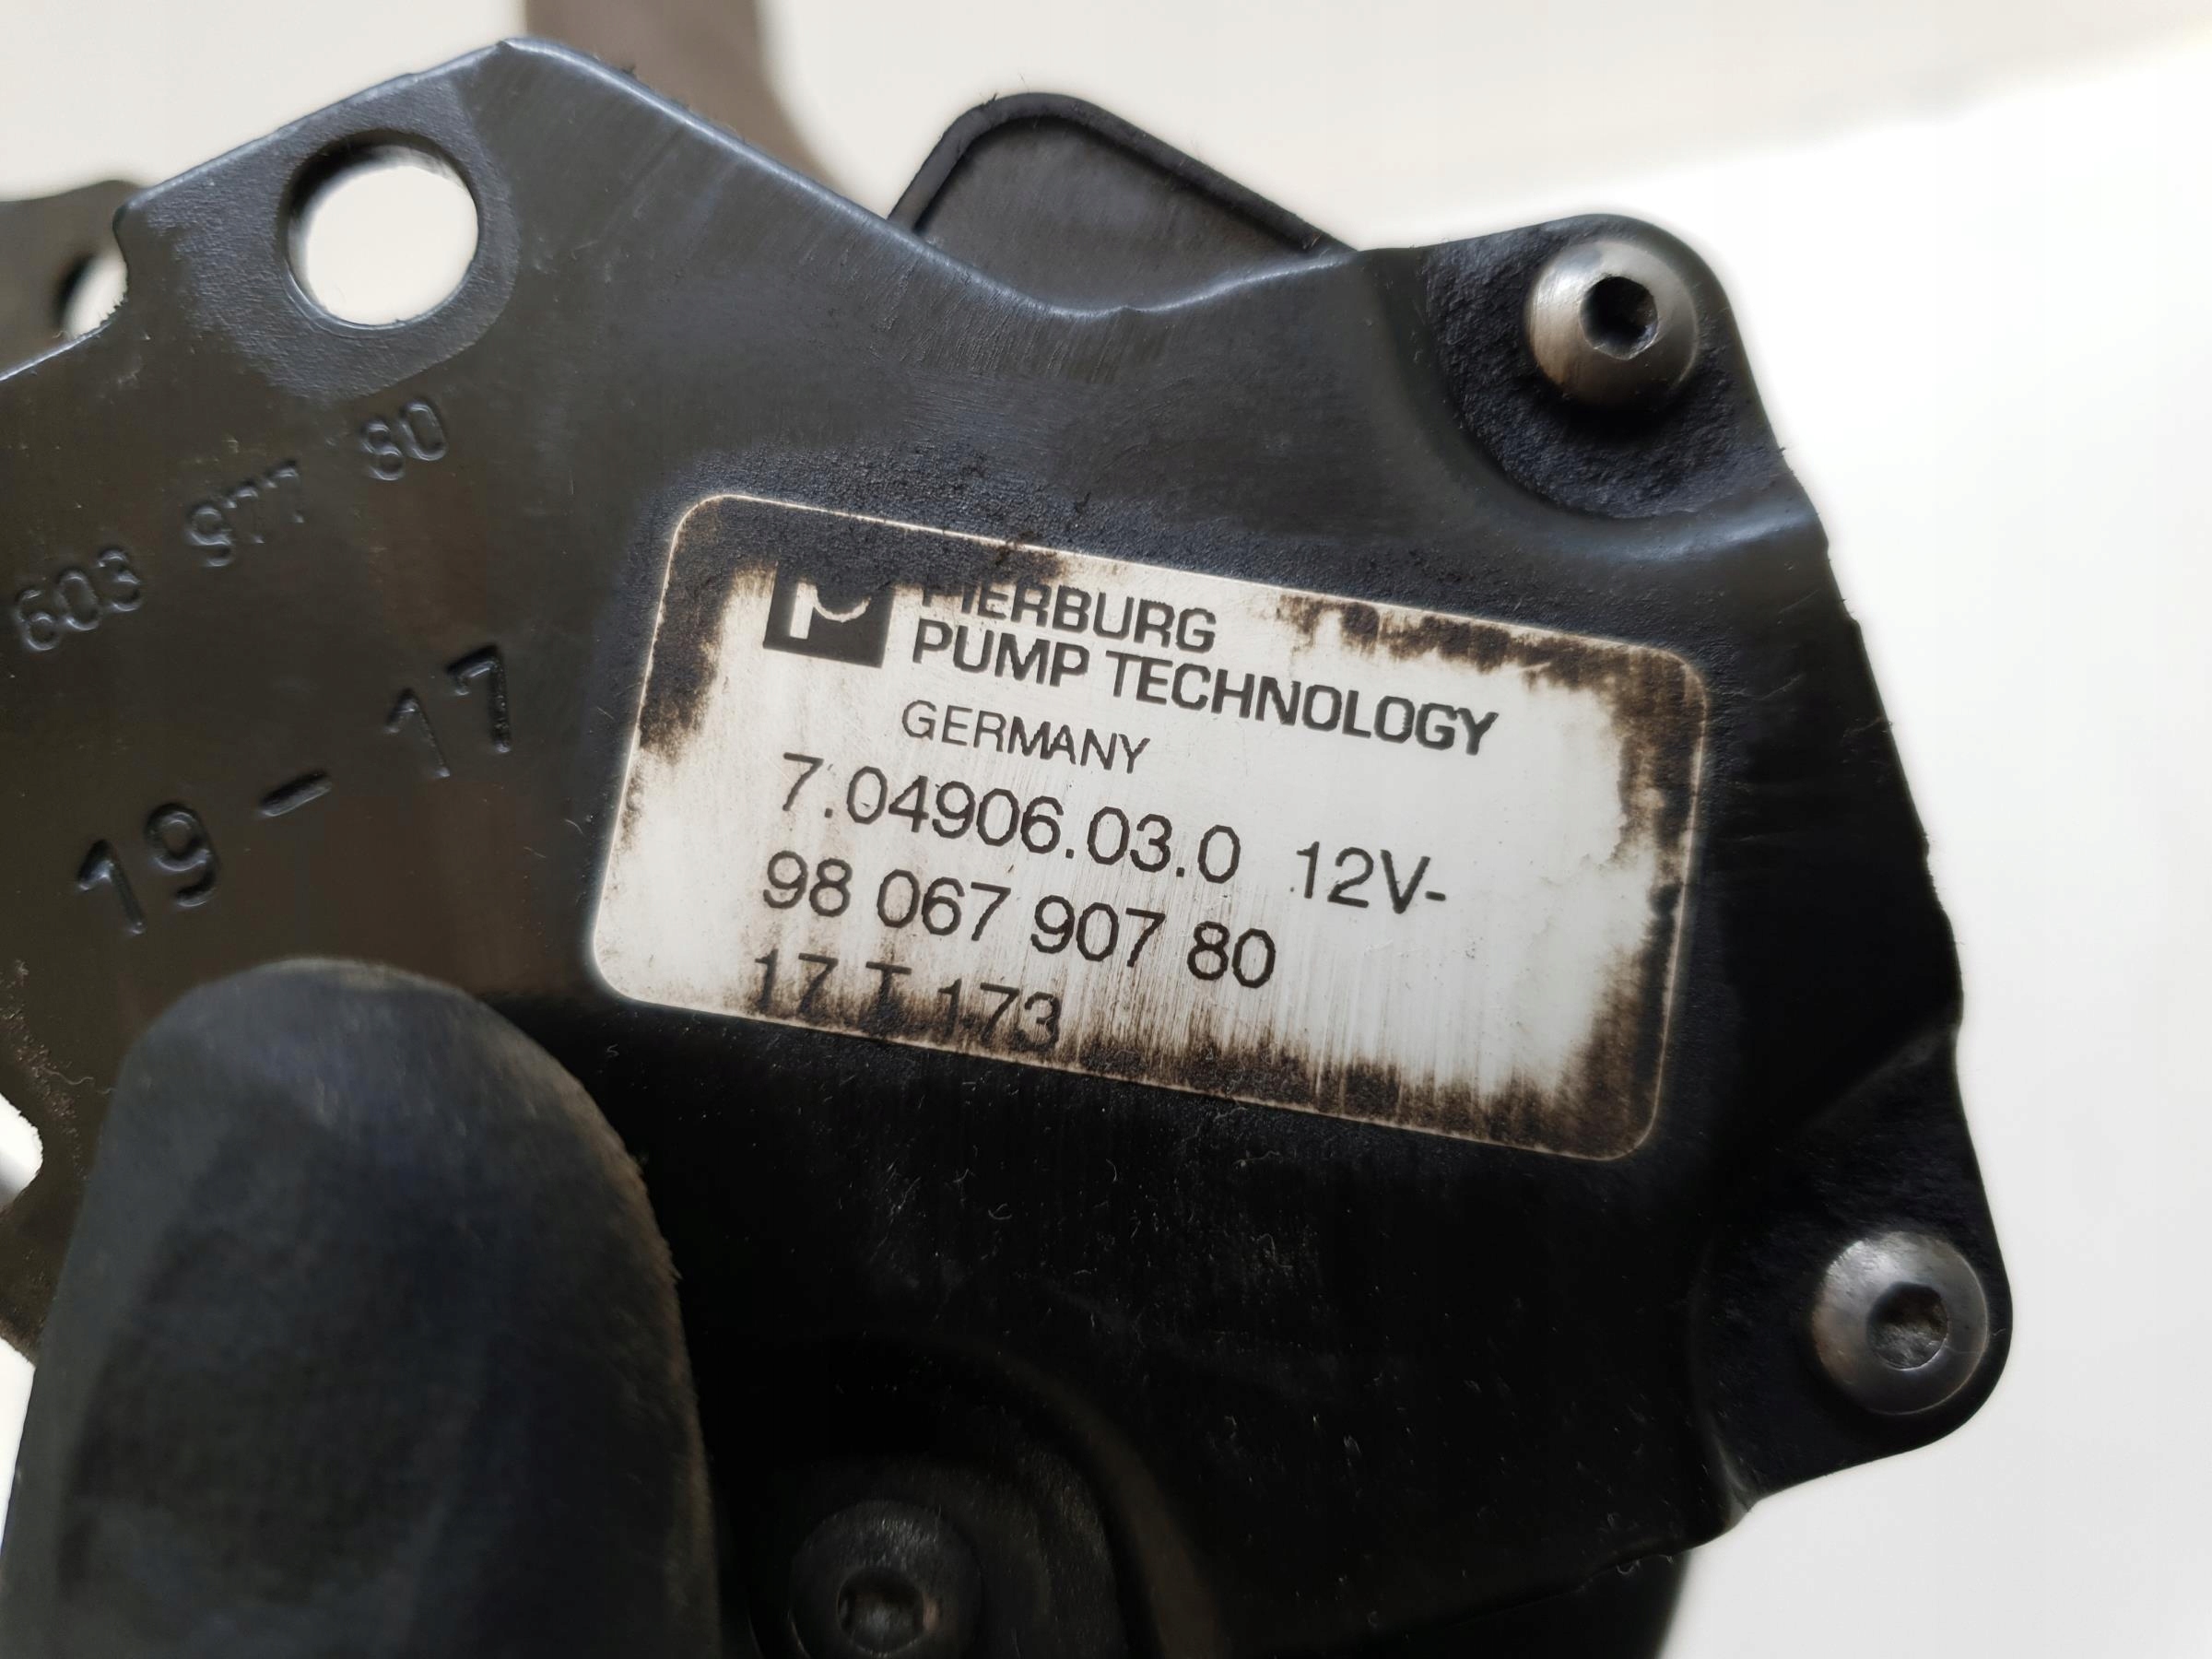 603 977 80
19-17
PIERBURG
PUMP TECHNOLOGY
GERMANY
7.04906.03.0 12V-
98 067 907 80
17 T 173